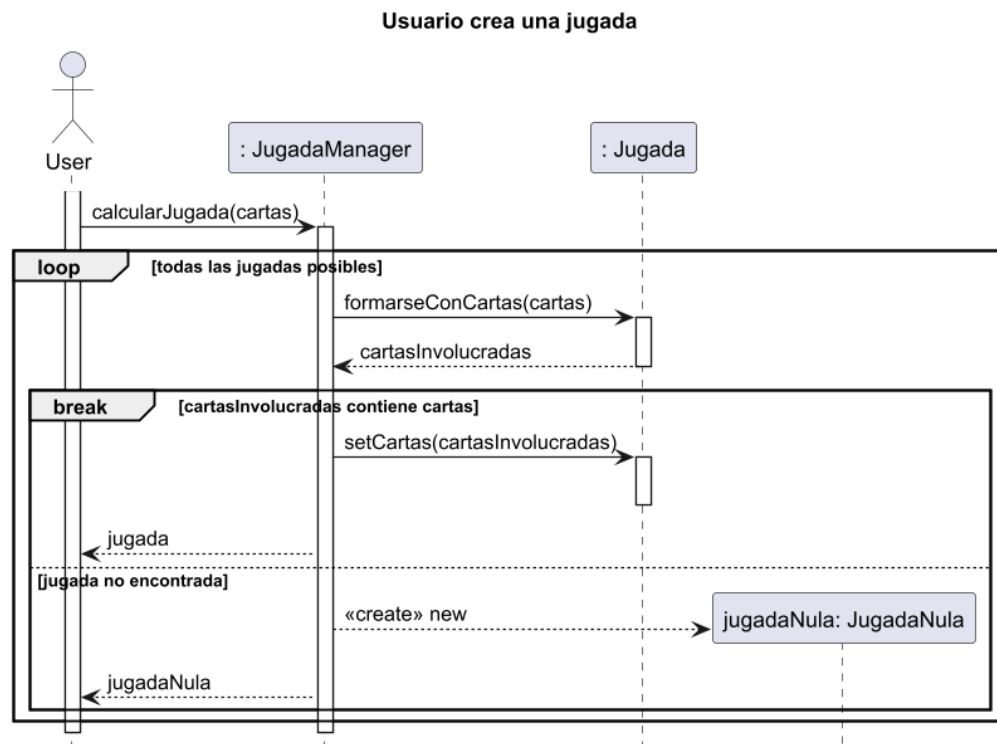 Usuario crea una jugada
User
: JugadaManager
: Jugada
calcularJugada(cartas)
loop
[todas las jugadas posibles]
formarseConCartas(cartas)
cartasInvolucradas
break
[cartasInvolucradas contiene cartas]
setCartas(cartasInvolucradas)
jugada
[jugada no encontrada]
«create» new
jugadaNula: JugadaNula
jugadaNula